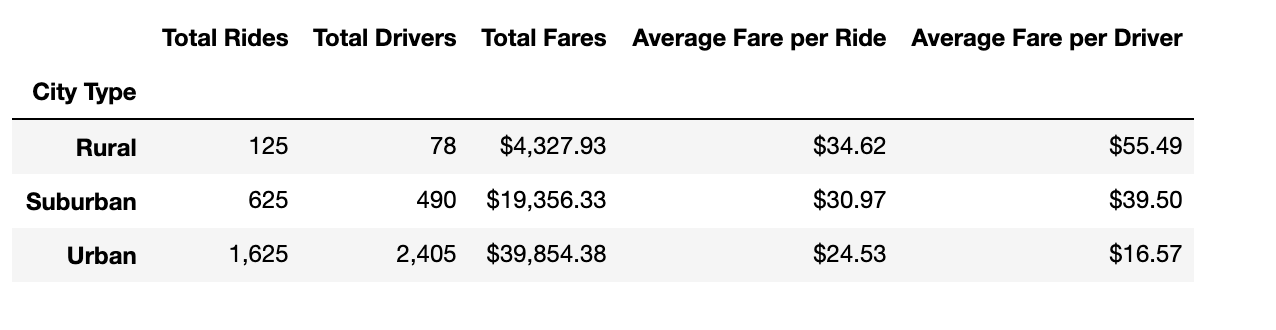 Total Rides Total Drivers Total Fares Average Fare per Ride Average Fare per Driver
City Type
Rural 125 78 $4,327.93 $34.62 $55.49
Suburban 625 490 $19,356.33 $30.97 $39.50
Urban 1,625 2,405 $39,854.38 $24.53 $16.57